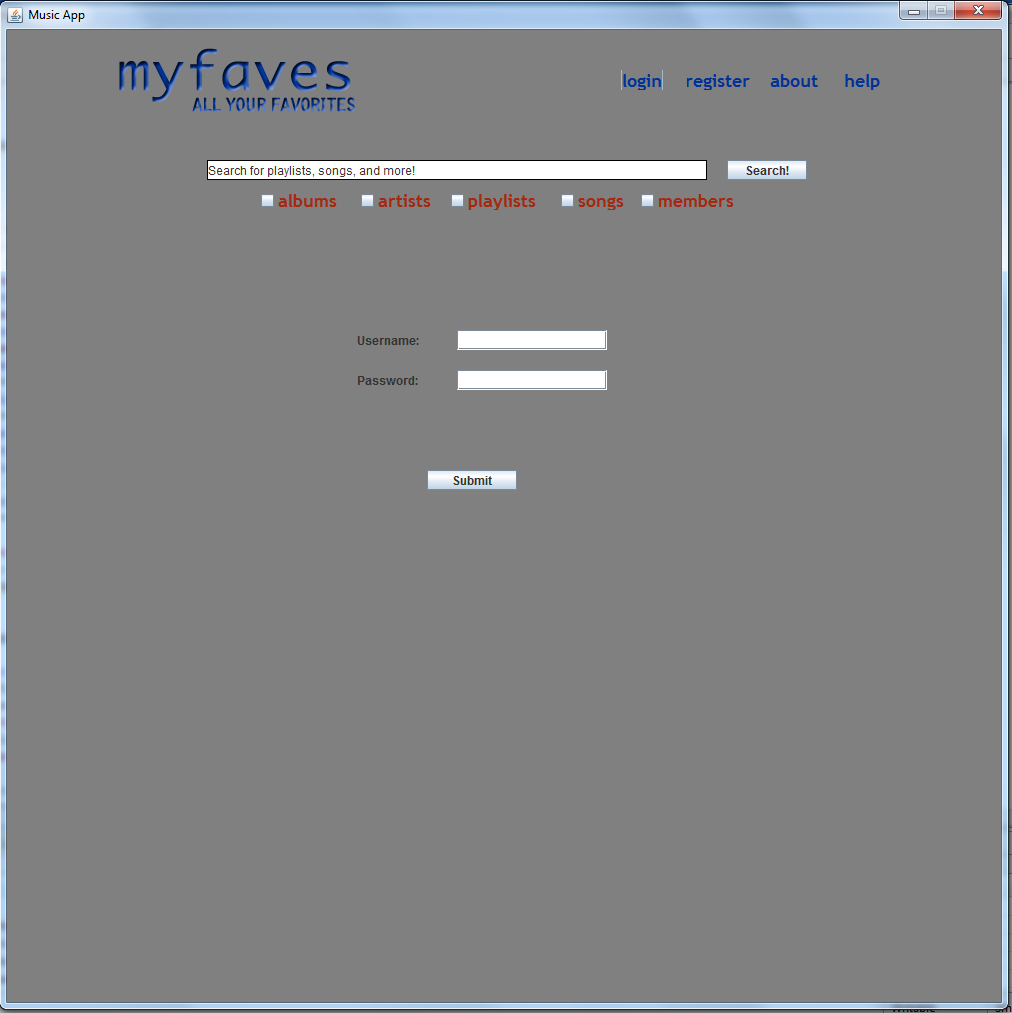 Music App
myfaves
ALL YOUR FAVORITES
login register about help
Search for playlists, songs, and more! Search!
albums artists playlists songs members
Username:
Password:
Submit